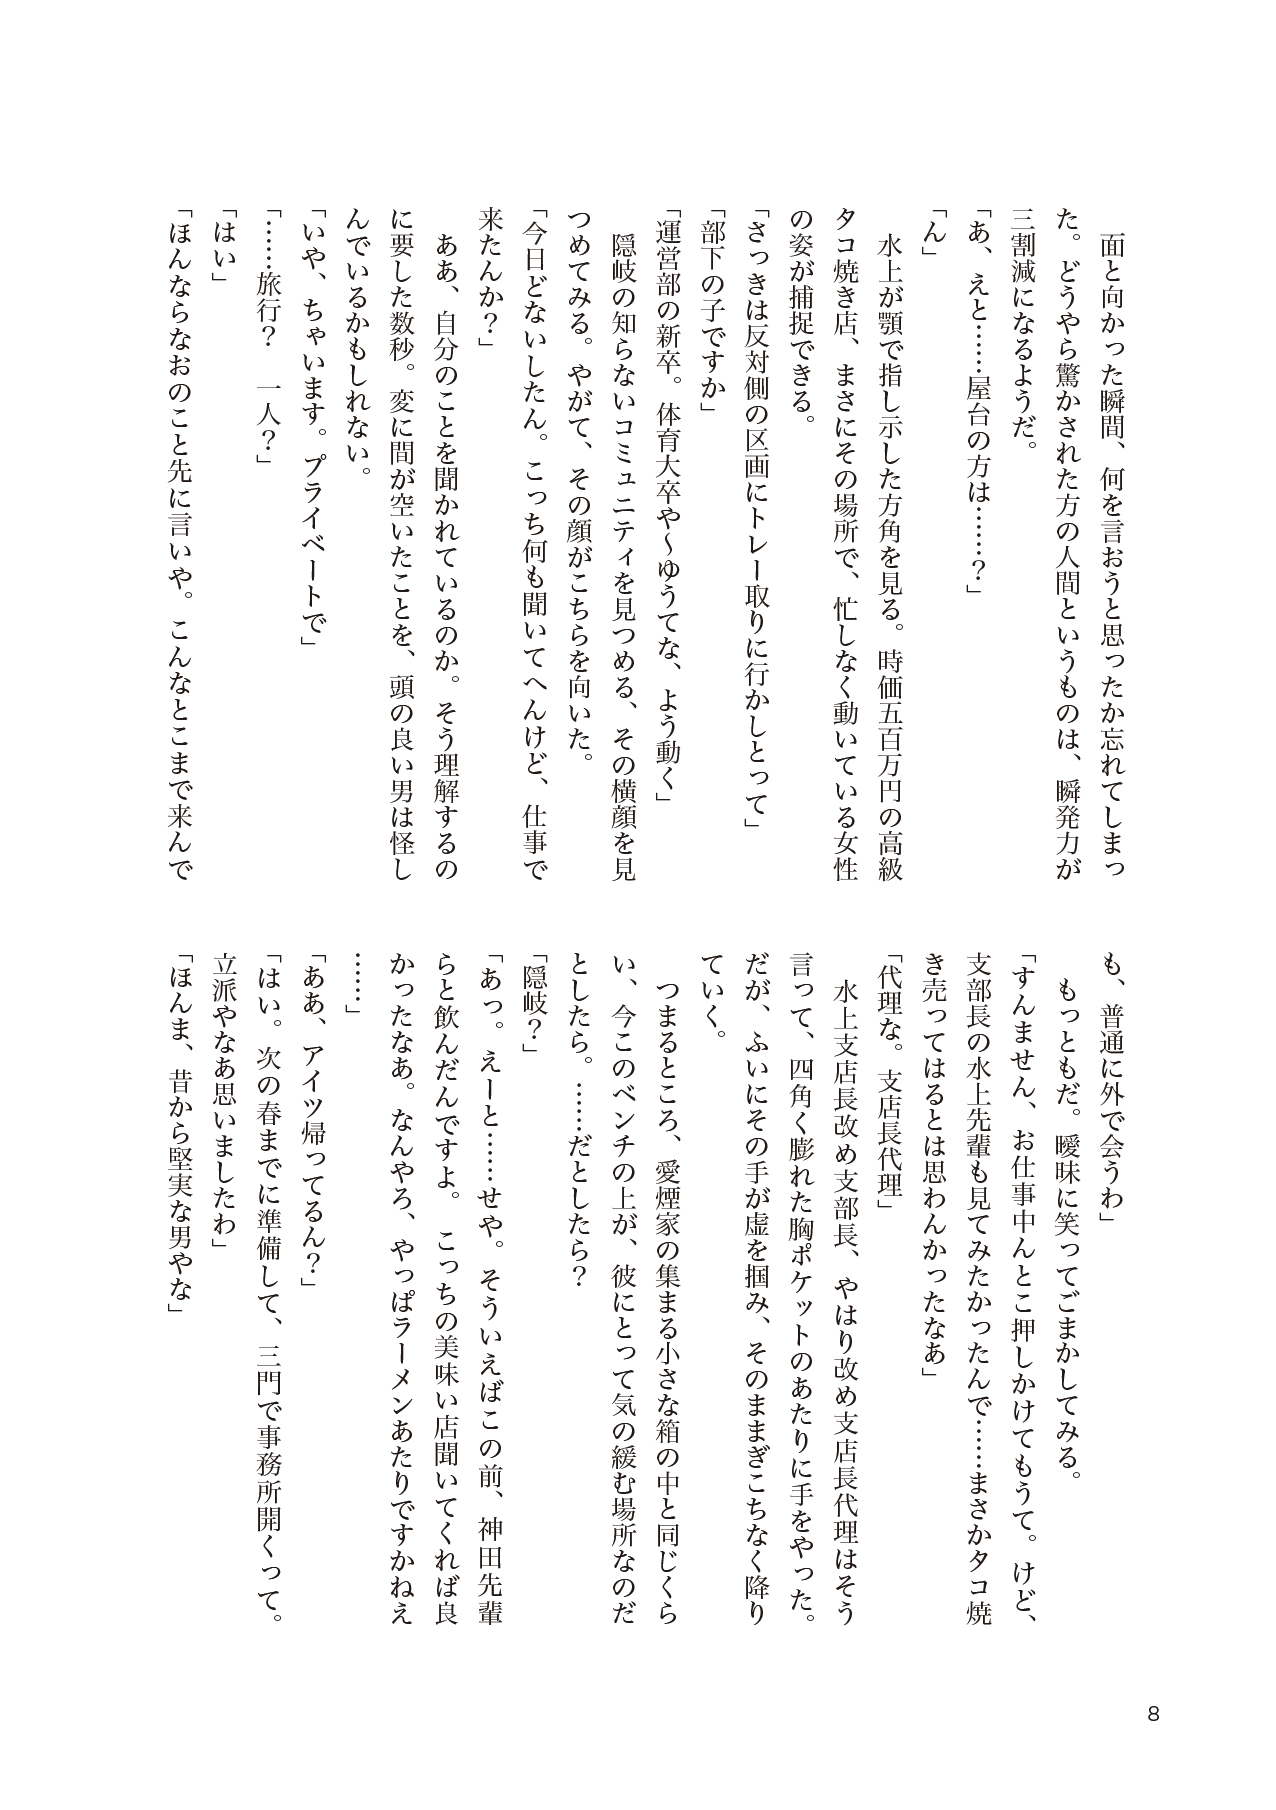 面と向かった瞬間、何を言おうと思ったか忘れてしまっ
た。どうやら驚かされた方の人間というものは、瞬発力が
三割減になるようだ。
「あ、えと……屋台の方は……？」
「ん」
　水上が顎で指し示した方角を見る。時価五百万円の高級
タコ焼き店、まさにその場所で、忙しなく動いている女性
の姿が捕捉できる。
「さっきは反対側の区画にトレー取りに行かしとって」
「部下の子ですか」
「運営部の新卒。体育大卒や〜ゆうてな、よう動く」
　隠岐の知らないコミュニティを見つめる、その横顔を見
つめてみる。やがて、その顔がこちらを向いた。
「今日どないしたん。こっち何も聞いてへんけど、仕事で
来たんか？」
　ああ、自分のことを聞かれているのか。そう理解するの
に要した数秒。変に間が空いたことを、頭の良い男は怪し
んでいるかもしれない。
「いや、ちゃいます。プライベートで」
「……旅行？　一人？」
「はい」
「ほんならなおのこと先に言いや。こんなとこまで来んで
も、普通に外で会うわ」
　もっともだ。曖昧に笑ってごまかしてみる。
「すんません、お仕事中んとこ押しかけてもうて。けど、
支部長の水上先輩も見てみたかったんで……まさかタコ焼
き売ってはるとは思わんかったなあ」
「代理な。支店長代理」
　水上支店長改め支部長、やはり改め支店長代理はそう
言って、四角く膨れた胸ポケットのあたりに手をやった。
だが、ふいにその手が虚を掴み、そのままぎこちなく降り
ていく。
　つまるところ、愛煙家の集まる小さな箱の中と同じくら
い、今このベンチの上が、彼にとって気の緩む場所なのだ
としたら。……だとしたら？
「隠岐？」
「あっ。えーと……せや。そういえばこの前、神田先輩
らと飲んだんですよ。こっちの美味い店聞いてくれば良
かったなあ。なんやろ、やっぱラーメンあたりですかねえ
……」
「ああ、アイツ帰ってるん？」
「はい。次の春までに準備して、三門で事務所開くって。
立派やなあ思いましたわ」
「ほんま、昔から堅実な男やな」
8